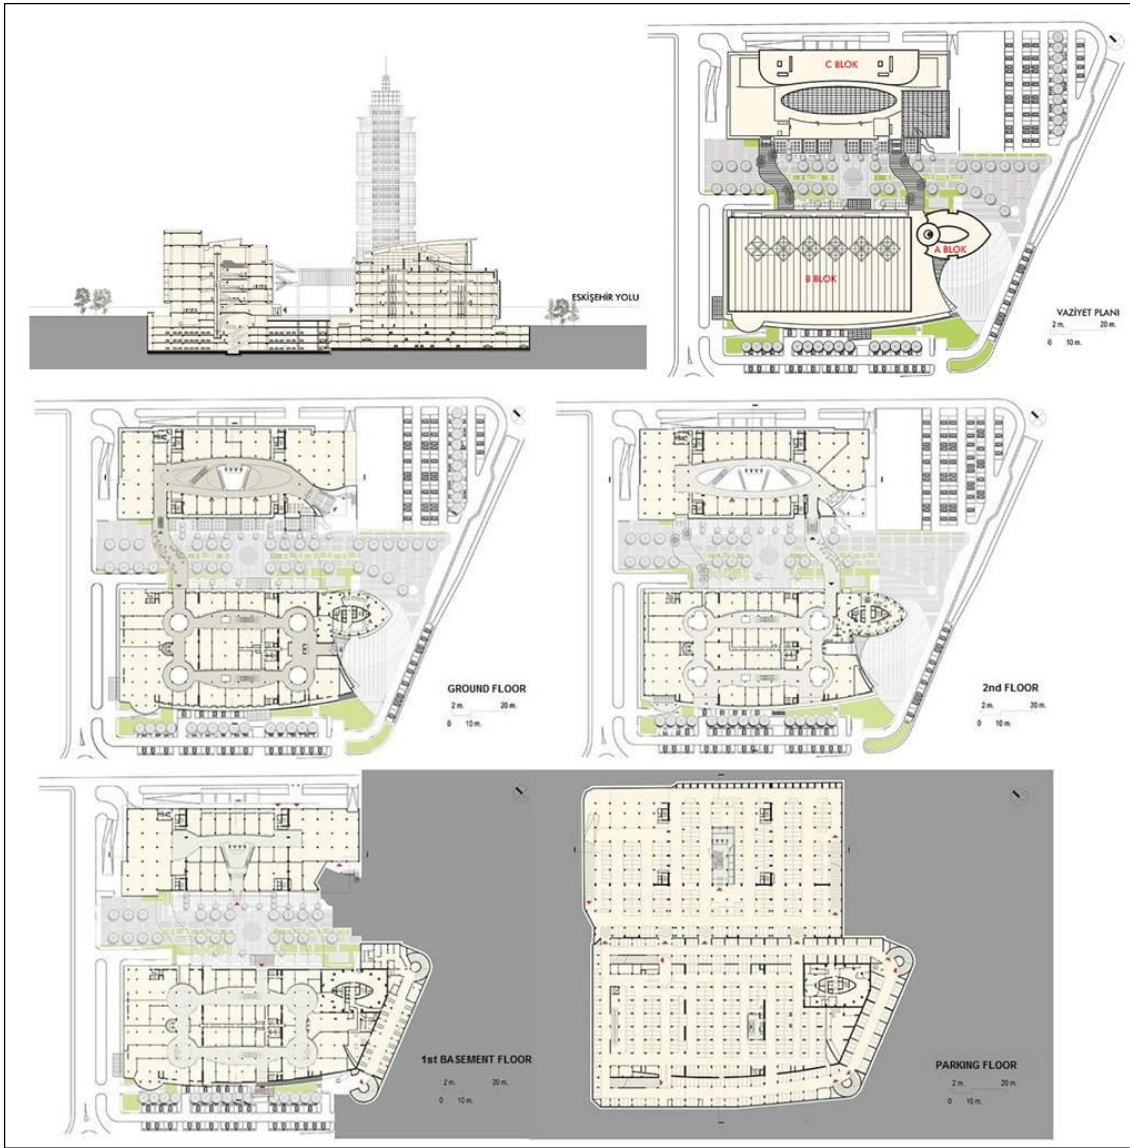 C BLOK
A BLOK
B BLOK
ESKİŞEHİR YOLU
VAZİYET PLANI
2 m. 20 m.
0 10 m.
GROUND FLOOR
2 m. 20 m.
0 10 m.
2nd FLOOR
2 m. 20 m.
0 10 m.
1st BASEMENT FLOOR
2 m. 20 m.
0 10 m.
PARKING FLOOR
2 m. 20 m.
0 10 m.